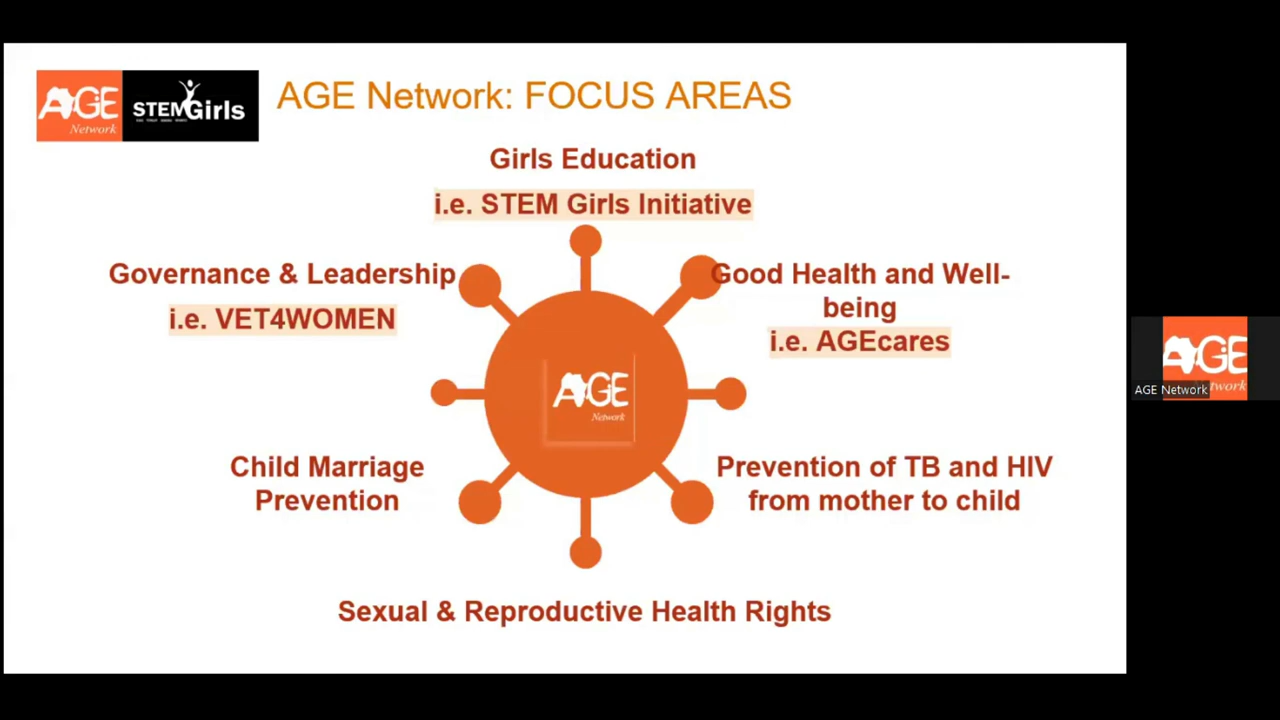 AGE
Network
STEMGirls
AGE Network: FOCUS AREAS
Girls Education
i.e. STEM Girls Initiative
Governance & Leadership
i.e. VET4WOMEN
Good Health and Well-
being
i.e. AGEcares
AGE
Network
AGE
Network
AGE Network
Child Marriage
Prevention
Prevention of TB and HIV
from mother to child
Sexual & Reproductive Health Rights